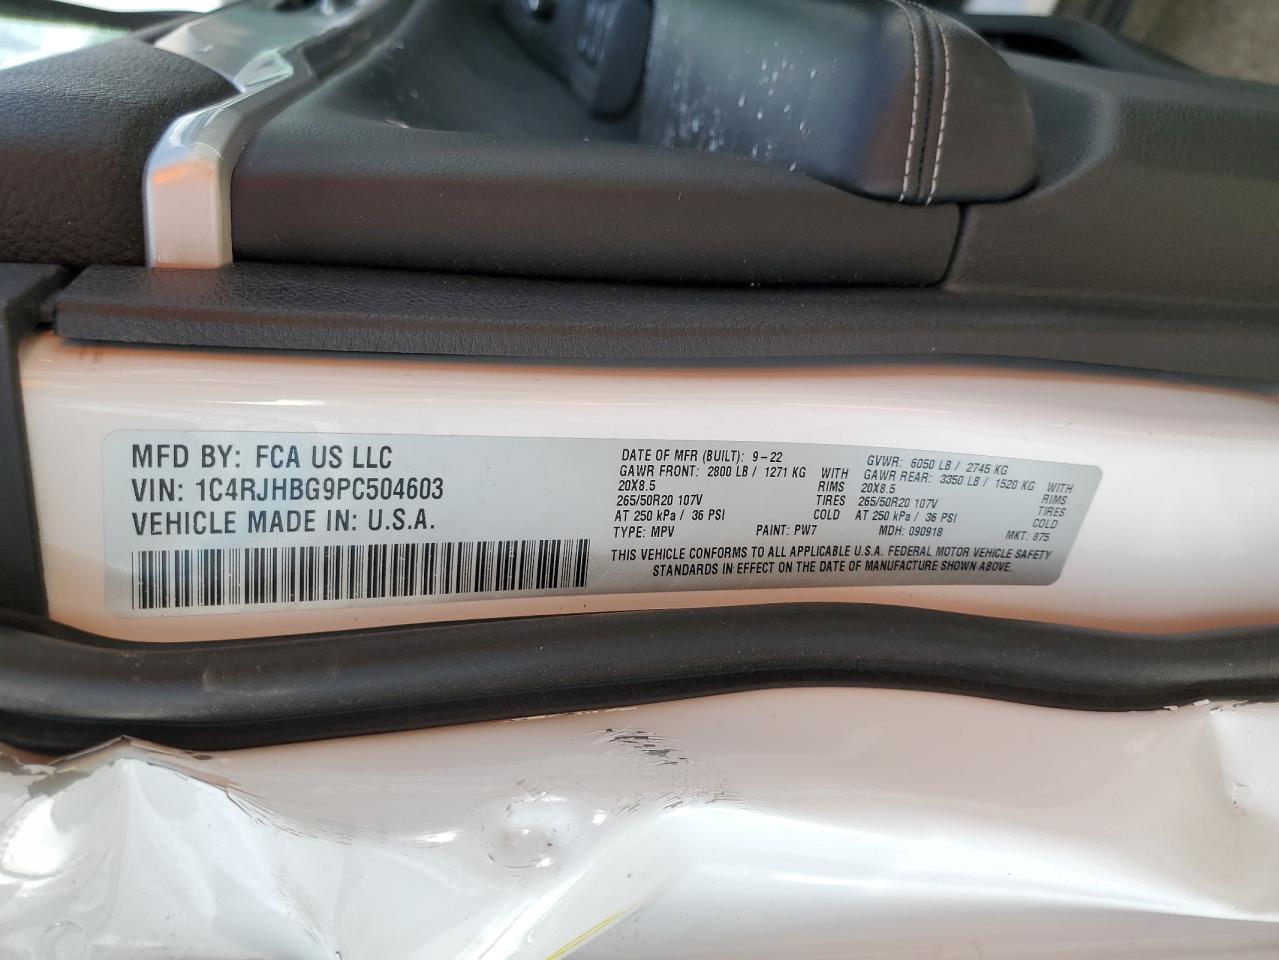 MFD BY: FCA US LLC
VIN: 1C4RJHBG9PC504603
VEHICLE MADE IN: U.S.A.
DATE OF MFR (BUILT): 9-22 GVWR: 6050 LB / 2745 KG
GAWR FRONT: 2800 LB / 1271 KG WITH GAWR REAR: 3350 LB / 1520 KG WITH
20X8.5 RIMS 20X8.5 RIMS
265/50R20 107V TIRES 265/50R20 107V TIRES
AT 250 kPa / 36 PSI COLD AT 250 kPa / 36 PSI COLD
TYPE: MPV PAINT: PW7 MDH: 090918 MKT: 875
THIS VEHICLE CONFORMS TO ALL APPLICABLE U.S.A. FEDERAL MOTOR VEHICLE SAFETY
STANDARDS IN EFFECT ON THE DATE OF MANUFACTURE SHOWN ABOVE.